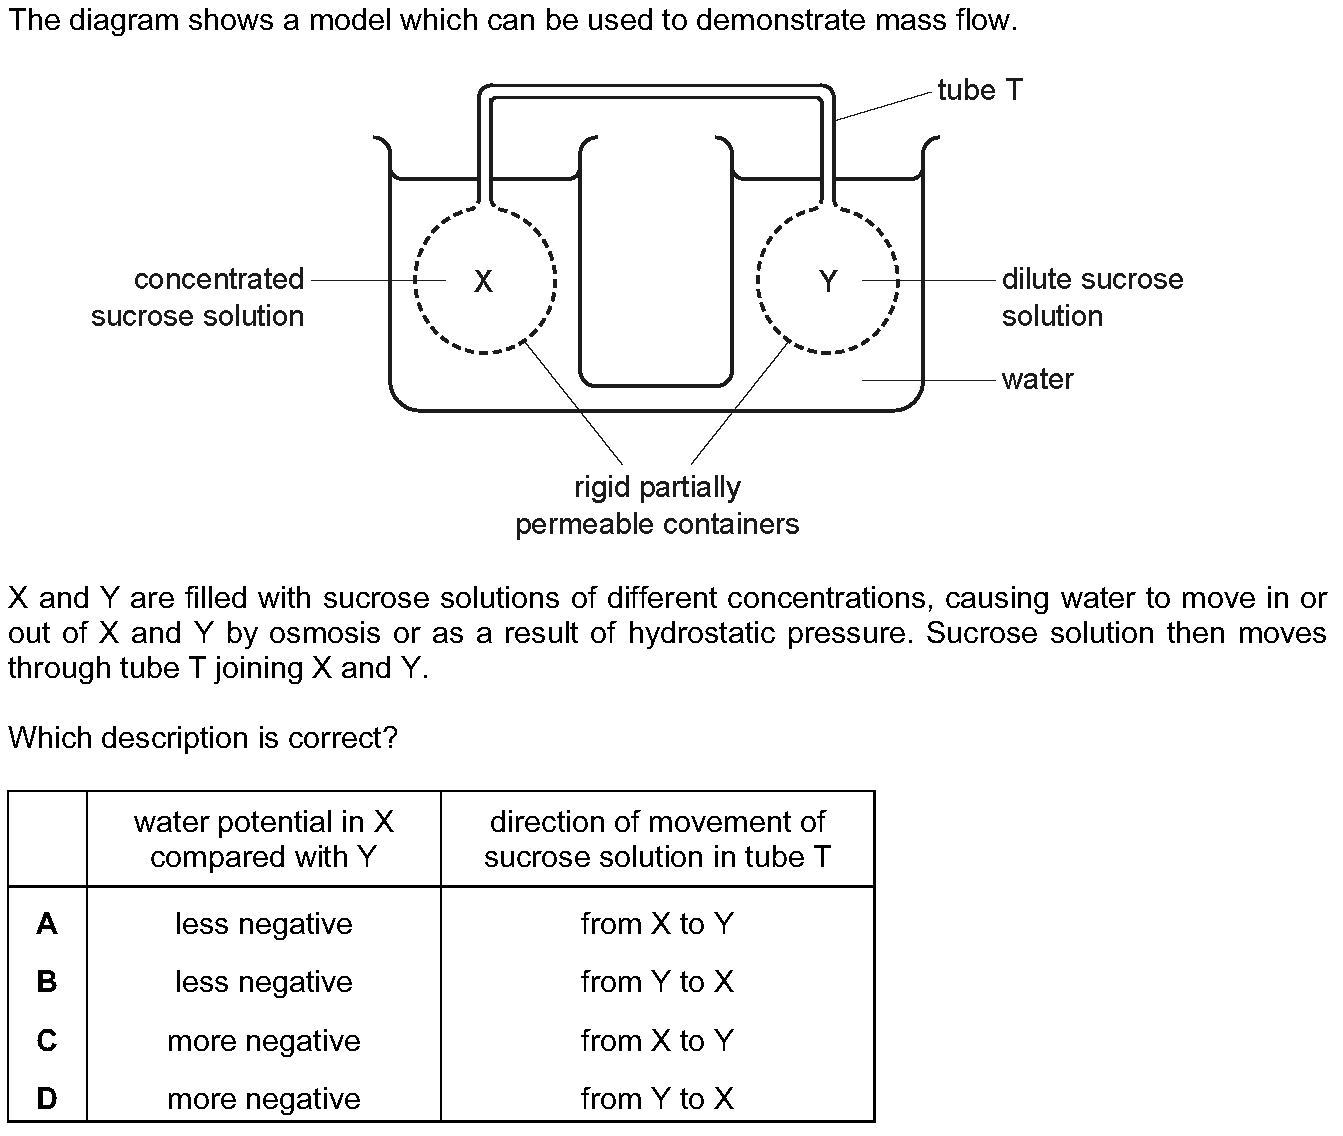 The diagram shows a model which can be used to demonstrate mass flow.
tube T
concentrated
sucrose solution
X
Y
dilute sucrose
solution
water
rigid partially
permeable containers
X and Y are filled with sucrose solutions of different concentrations, causing water to move in or
out of X and Y by osmosis or as a result of hydrostatic pressure. Sucrose solution then moves
through tube T joining X and Y.
Which description is correct?
water potential in X
compared with Y
direction of movement of
sucrose solution in tube T
A less negative from X to Y
B less negative from Y to X
C more negative from X to Y
D more negative from Y to X